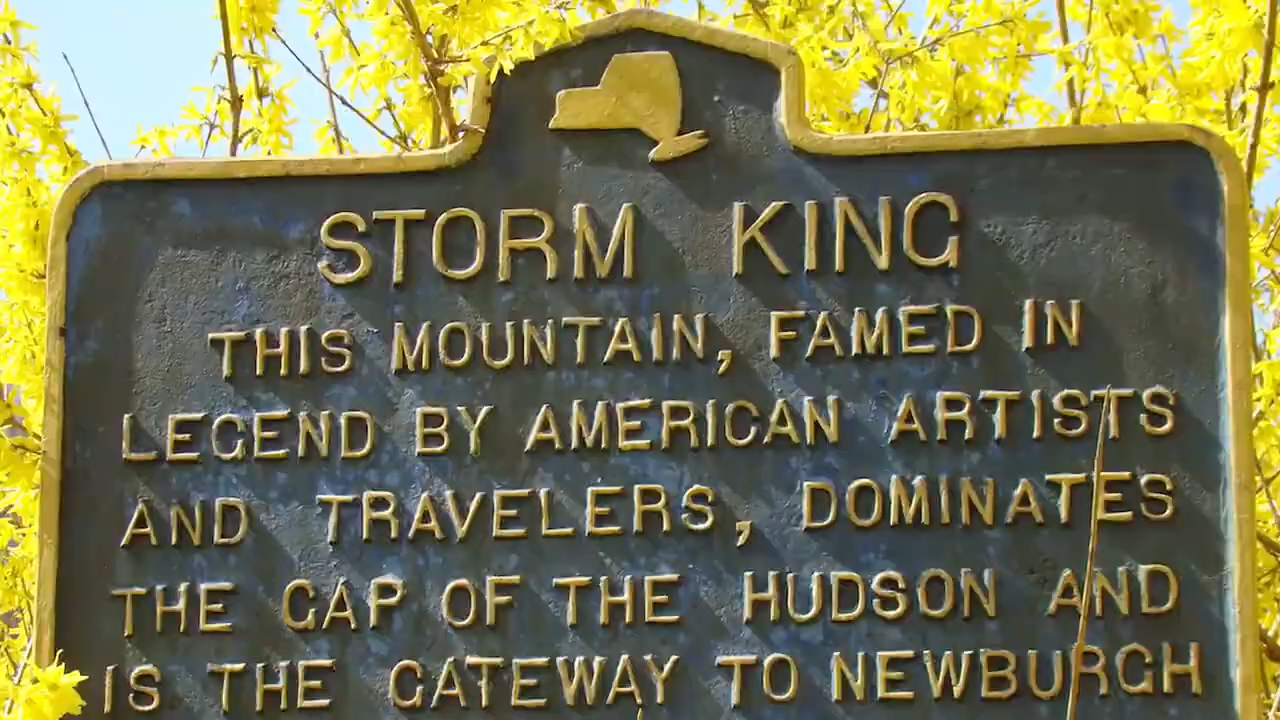 STORM KING
THIS MOUNTAIN, FAMED IN
LEGEND BY AMERICAN ARTISTS
AND TRAVELERS, DOMINATES
THE GAP OF THE HUDSON AND
IS THE GATEWAY TO NEWBURGH